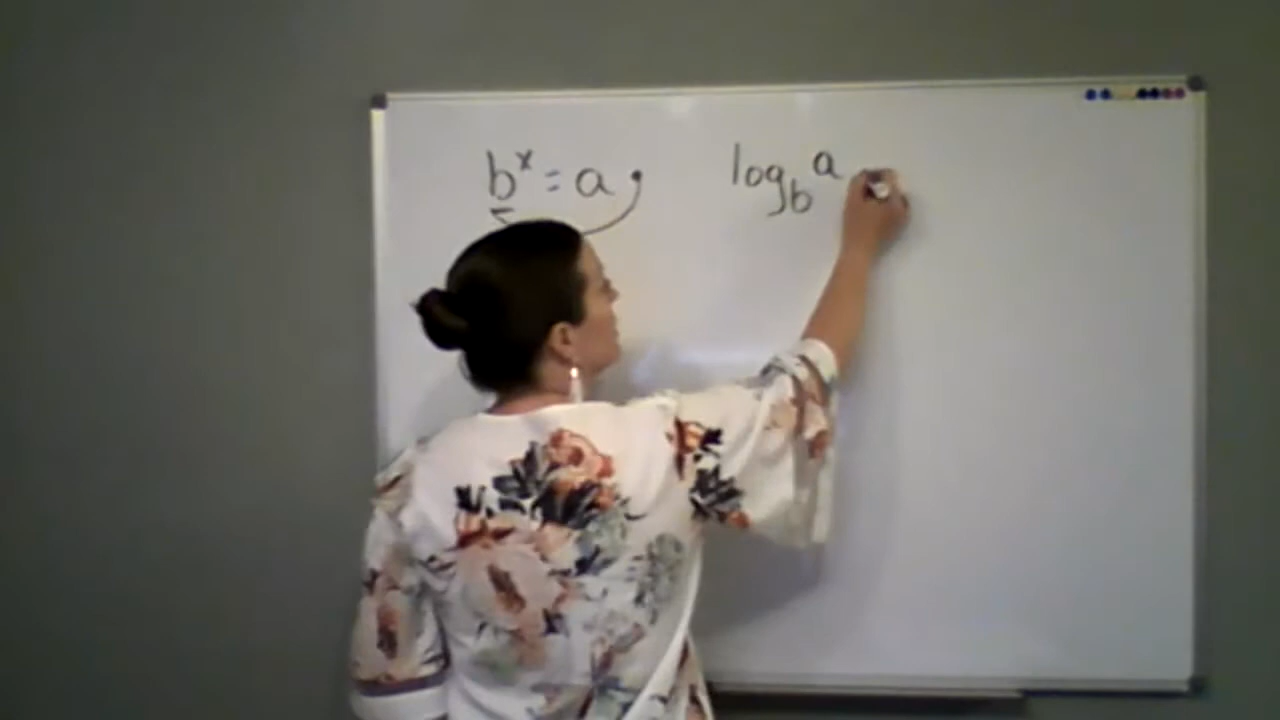 bˣ = a log_b a